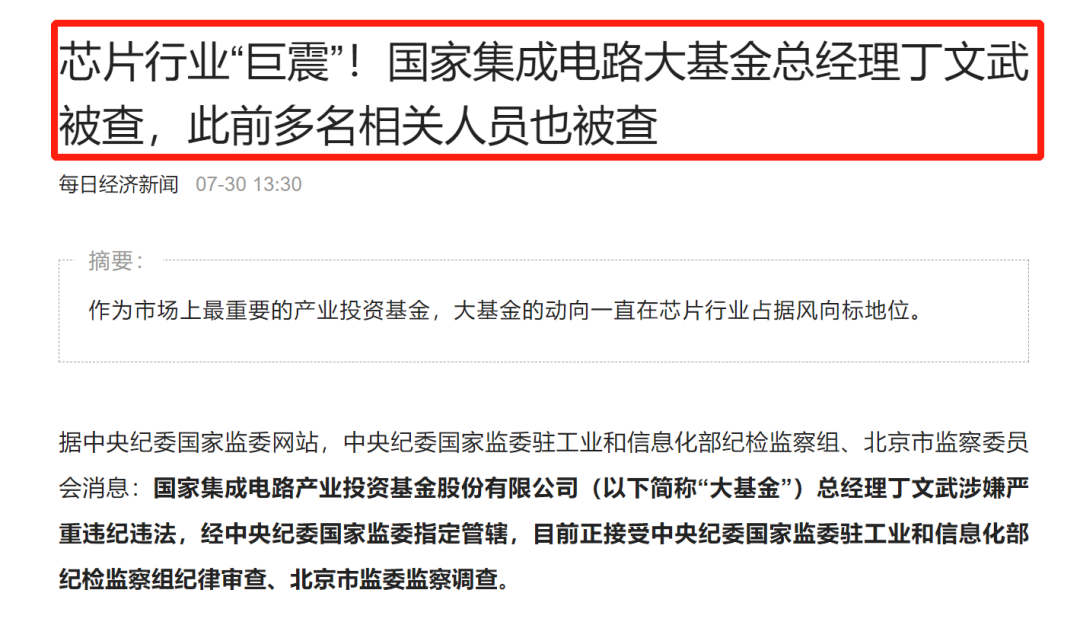 芯片行业“巨震”！国家集成电路大基金总经理丁文武
被查，此前多名相关人员也被查
每日经济新闻 07-30 13:30
摘要：
作为市场上最重要的产业投资基金，大基金的动向一直在芯片行业占据风向标地位。
据中央纪委国家监委网站，中央纪委国家监委驻工业和信息化部纪检监察组、北京市监察委员
会消息：国家集成电路产业投资基金股份有限公司（以下简称“大基金”）总经理丁文武涉嫌严
重违纪违法，经中央纪委国家监委指定管辖，目前正接受中央纪委国家监委驻工业和信息化部
纪检监察组纪律审查、北京市监委监察调查。